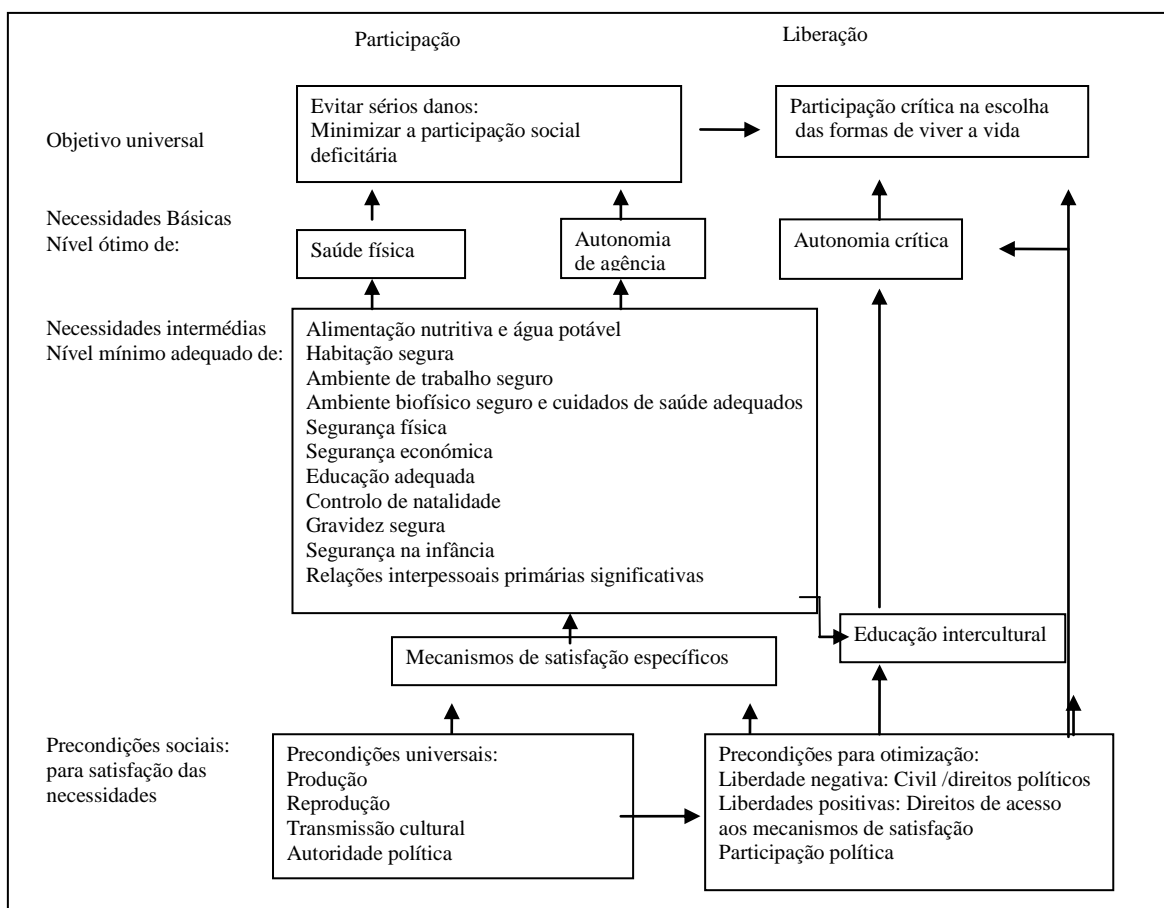 Participação
Liberação
Objetivo universal
Evitar sérios danos:
Minimizar a participação social
deficitária
Participação crítica na escolha
das formas de viver a vida
Necessidades Básicas
Nível ótimo de:
Saúde física
Autonomia
de agência
Autonomia crítica
Necessidades intermédias
Nível mínimo adequado de:
Alimentação nutritiva e água potável
Habitação segura
Ambiente de trabalho seguro
Ambiente biofísico seguro e cuidados de saúde adequados
Segurança física
Segurança económica
Educação adequada
Controlo de natalidade
Gravidez segura
Segurança na infância
Relações interpessoais primárias significativas
Educação intercultural
Mecanismos de satisfação específicos
Precondições sociais:
para satisfação das
necessidades
Precondições universais:
Produção
Reprodução
Transmissão cultural
Autoridade política
Precondições para otimização:
Liberdade negativa: Civil /direitos políticos
Liberdades positivas: Direitos de acesso
aos mecanismos de satisfação
Participação política